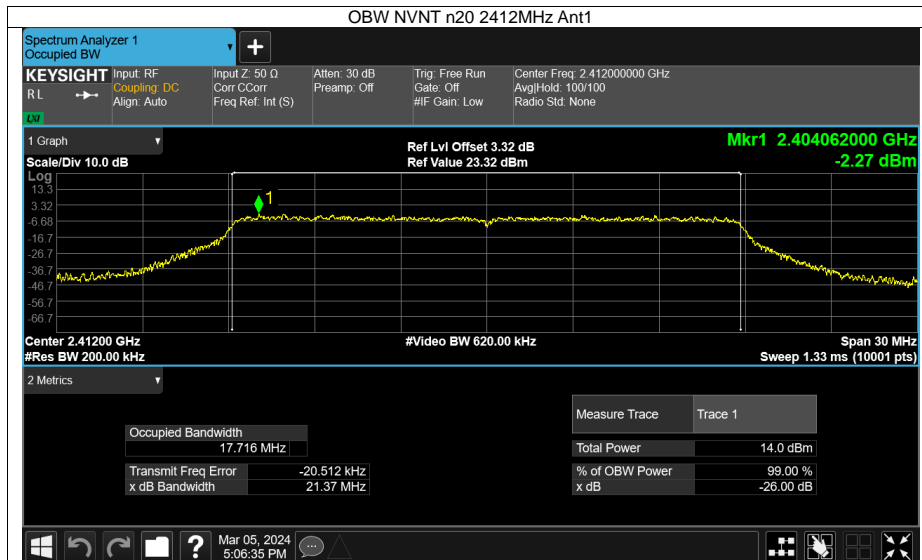 OBW NVNT n20 2412MHz Ant1
Spectrum Analyzer 1
Occupied BW
KEYSIGHT
R L
LXI
Input: RF
Coupling: DC
Align: Auto
Input Z: 50 Ω
Corr CCorr
Freq Ref: Int (S)
Atten: 30 dB
Preamp: Off
Trig: Free Run
Gate: Off
#IF Gain: Low
Center Freq: 2.412000000 GHz
Avg|Hold: 100/100
Radio Std: None
1 Graph
Scale/Div 10.0 dB
Ref Lvl Offset 3.32 dB
Ref Value 23.32 dBm
Mkr1 2.404062000 GHz
-2.27 dBm
Log
13.3
3.32
-6.68
-16.7
-26.7
-36.7
-46.7
-56.7
-66.7
1
Center 2.41200 GHz
#Res BW 200.00 kHz
#Video BW 620.00 kHz
Span 30 MHz
Sweep 1.33 ms (10001 pts)
2 Metrics
Measure Trace Trace 1
Occupied Bandwidth
17.716 MHz
Total Power 14.0 dBm
Transmit Freq Error -20.512 kHz
x dB Bandwidth 21.37 MHz
% of OBW Power 99.00 %
x dB -26.00 dB
Mar 05, 2024
5:06:35 PM